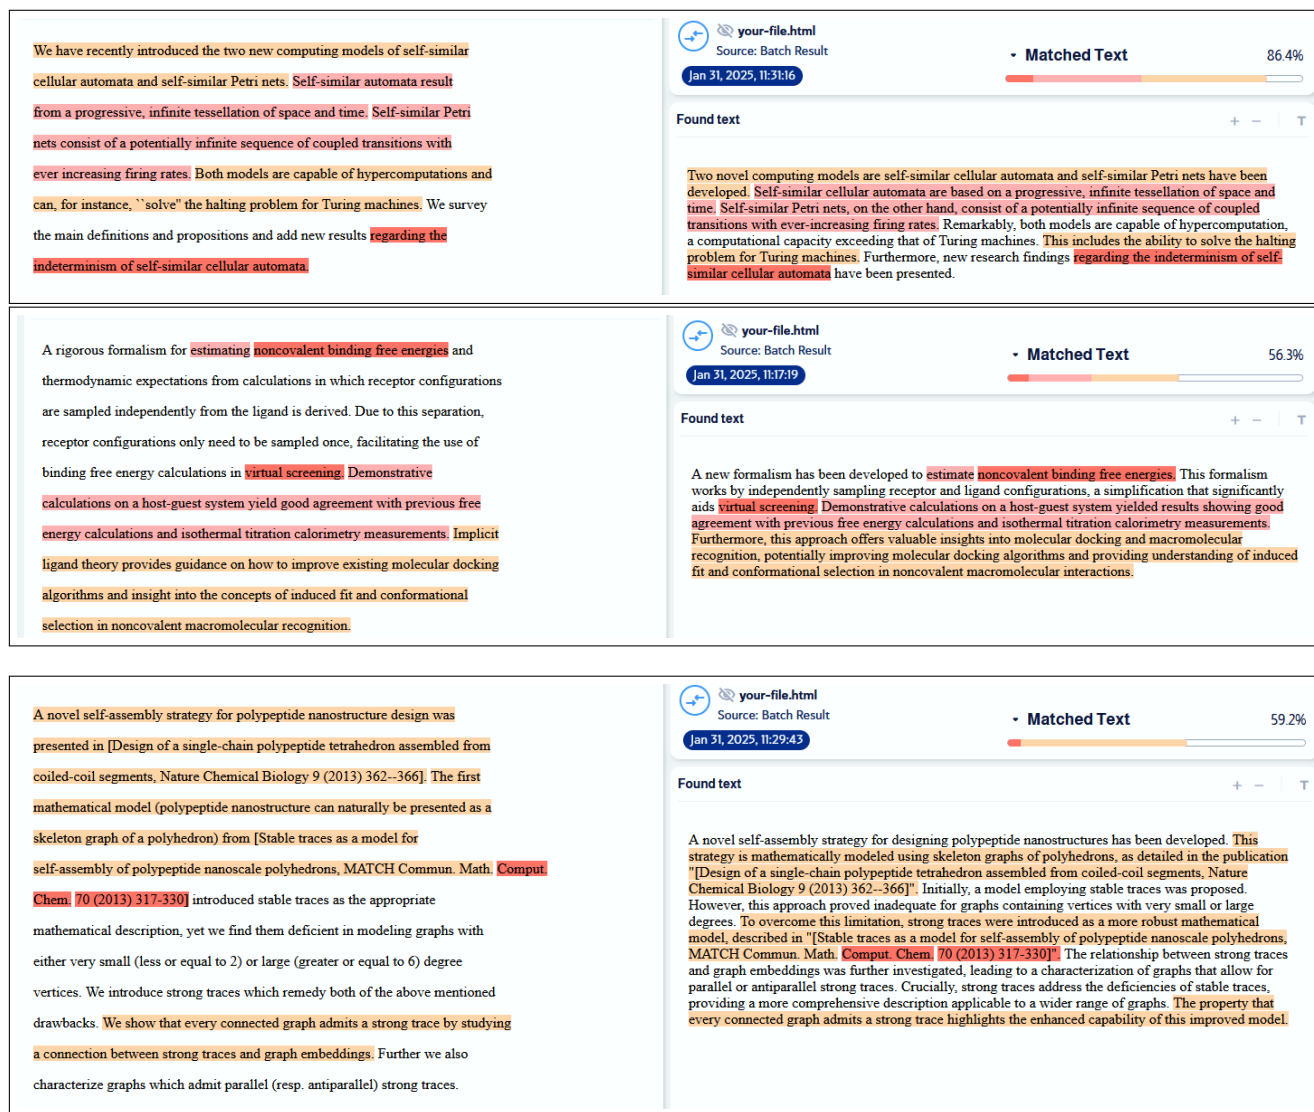 We have recently introduced the two new computing models of self-similar
cellular automata and self-similar Petri nets. Self-similar automata result
from a progressive, infinite tessellation of space and time. Self-similar Petri
nets consist of a potentially infinite sequence of coupled transitions with
ever increasing firing rates. Both models are capable of hypercomputations and
can, for instance, ``solve'' the halting problem for Turing machines. We survey
the main definitions and propositions and add new results regarding the
indeterminism of self-similar cellular automata.
your-file.html
Source: Batch Result
Jan 31, 2025, 11:31:16
Matched Text 86.4%
Found text + − T
Two novel computing models are self-similar cellular automata and self-similar Petri nets have been
developed. Self-similar cellular automata are based on a progressive, infinite tessellation of space and
time. Self-similar Petri nets, on the other hand, consist of a potentially infinite sequence of coupled
transitions with ever-increasing firing rates. Remarkably, both models are capable of hypercomputation,
a computational capacity exceeding that of Turing machines. This includes the ability to solve the halting
problem for Turing machines. Furthermore, new research findings regarding the indeterminism of self-
similar cellular automata have been presented.
A rigorous formalism for estimating noncovalent binding free energies and
thermodynamic expectations from calculations in which receptor configurations
are sampled independently from the ligand is derived. Due to this separation,
receptor configurations only need to be sampled once, facilitating the use of
binding free energy calculations in virtual screening. Demonstrative
calculations on a host-guest system yield good agreement with previous free
energy calculations and isothermal titration calorimetry measurements. Implicit
ligand theory provides guidance on how to improve existing molecular docking
algorithms and insight into the concepts of induced fit and conformational
selection in noncovalent macromolecular recognition.
your-file.html
Source: Batch Result
Jan 31, 2025, 11:17:19
Matched Text 56.3%
Found text + − T
A new formalism has been developed to estimate noncovalent binding free energies. This formalism
works by independently sampling receptor and ligand configurations, a simplification that significantly
aids virtual screening. Demonstrative calculations on a host-guest system yielded results showing good
agreement with previous free energy calculations and isothermal titration calorimetry measurements.
Furthermore, this approach offers valuable insights into molecular docking and macromolecular
recognition, potentially improving molecular docking algorithms and providing understanding of induced
fit and conformational selection in noncovalent macromolecular interactions.
A novel self-assembly strategy for polypeptide nanostructure design was
presented in [Design of a single-chain polypeptide tetrahedron assembled from
coiled-coil segments, Nature Chemical Biology 9 (2013) 362--366]. The first
mathematical model (polypeptide nanostructure can naturally be presented as a
skeleton graph of a polyhedron) from [Stable traces as a model for
self-assembly of polypeptide nanoscale polyhedrons, MATCH Commun. Math. Comput.
Chem. 70 (2013) 317-330] introduced stable traces as the appropriate
mathematical description, yet we find them deficient in modeling graphs with
either very small (less or equal to 2) or large (greater or equal to 6) degree
vertices. We introduce strong traces which remedy both of the above mentioned
drawbacks. We show that every connected graph admits a strong trace by studying
a connection between strong traces and graph embeddings. Further we also
characterize graphs which admit parallel (resp. antiparallel) strong traces.
your-file.html
Source: Batch Result
Jan 31, 2025, 11:29:43
Matched Text 59.2%
Found text + − T
A novel self-assembly strategy for designing polypeptide nanostructures has been developed. This
strategy is mathematically modeled using skeleton graphs of polyhedrons, as detailed in the publication
"[Design of a single-chain polypeptide tetrahedron assembled from coiled-coil segments, Nature
Chemical Biology 9 (2013) 362--366]". Initially, a model employing stable traces was proposed.
However, this approach proved inadequate for graphs containing vertices with very small or large
degrees. To overcome this limitation, strong traces were introduced as a more robust mathematical
model, described in "[Stable traces as a model for self-assembly of polypeptide nanoscale polyhedrons,
MATCH Commun. Math. Comput. Chem. 70 (2013) 317-330]". The relationship between strong traces
and graph embeddings was further investigated, leading to a characterization of graphs that allow for
parallel or antiparallel strong traces. Crucially, strong traces address the deficiencies of stable traces,
providing a more comprehensive description applicable to a wider range of graphs. The property that
every connected graph admits a strong trace highlights the enhanced capability of this improved model.